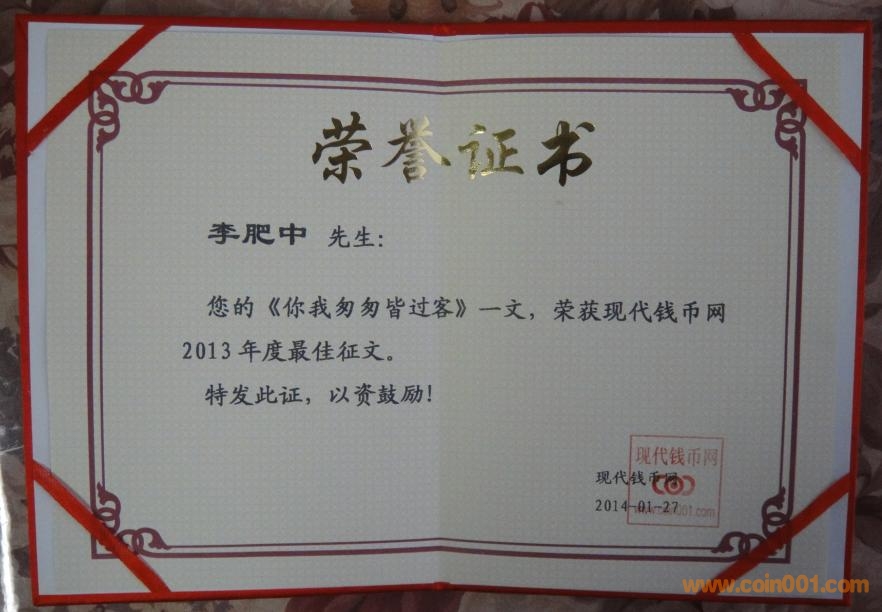 荣誉证书
李肥中 先生：
您的《你我匆匆皆过客》一文，荣获现代钱币网
2013年度最佳征文。
特发此证，以资鼓励！
现代钱币网
现代钱币网
2014-01-27
www.coin001.com
www.coin001.com